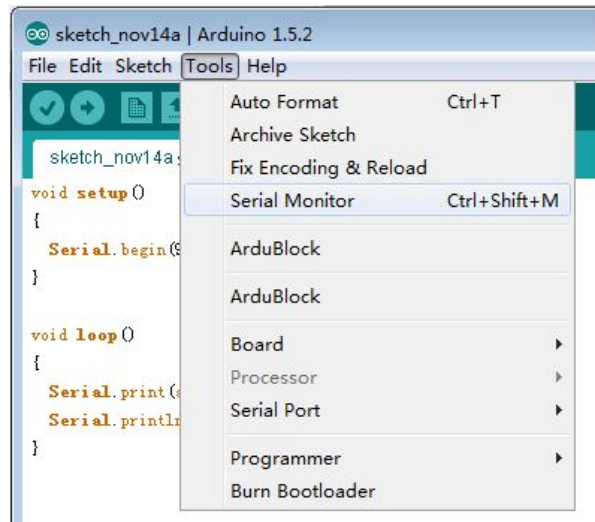 sketch_nov14a | Arduino 1.5.2
File Edit Sketch Tools Help
sketch_nov14a
Auto Format Ctrl+T
Archive Sketch
Fix Encoding & Reload
Serial Monitor Ctrl+Shift+M
ArduBlock
ArduBlock
Board
Processor
Serial Port
Programmer
Burn Bootloader
void setup()
{
Serial.begin(
}
void loop()
{
Serial.print(
Serial.println
}